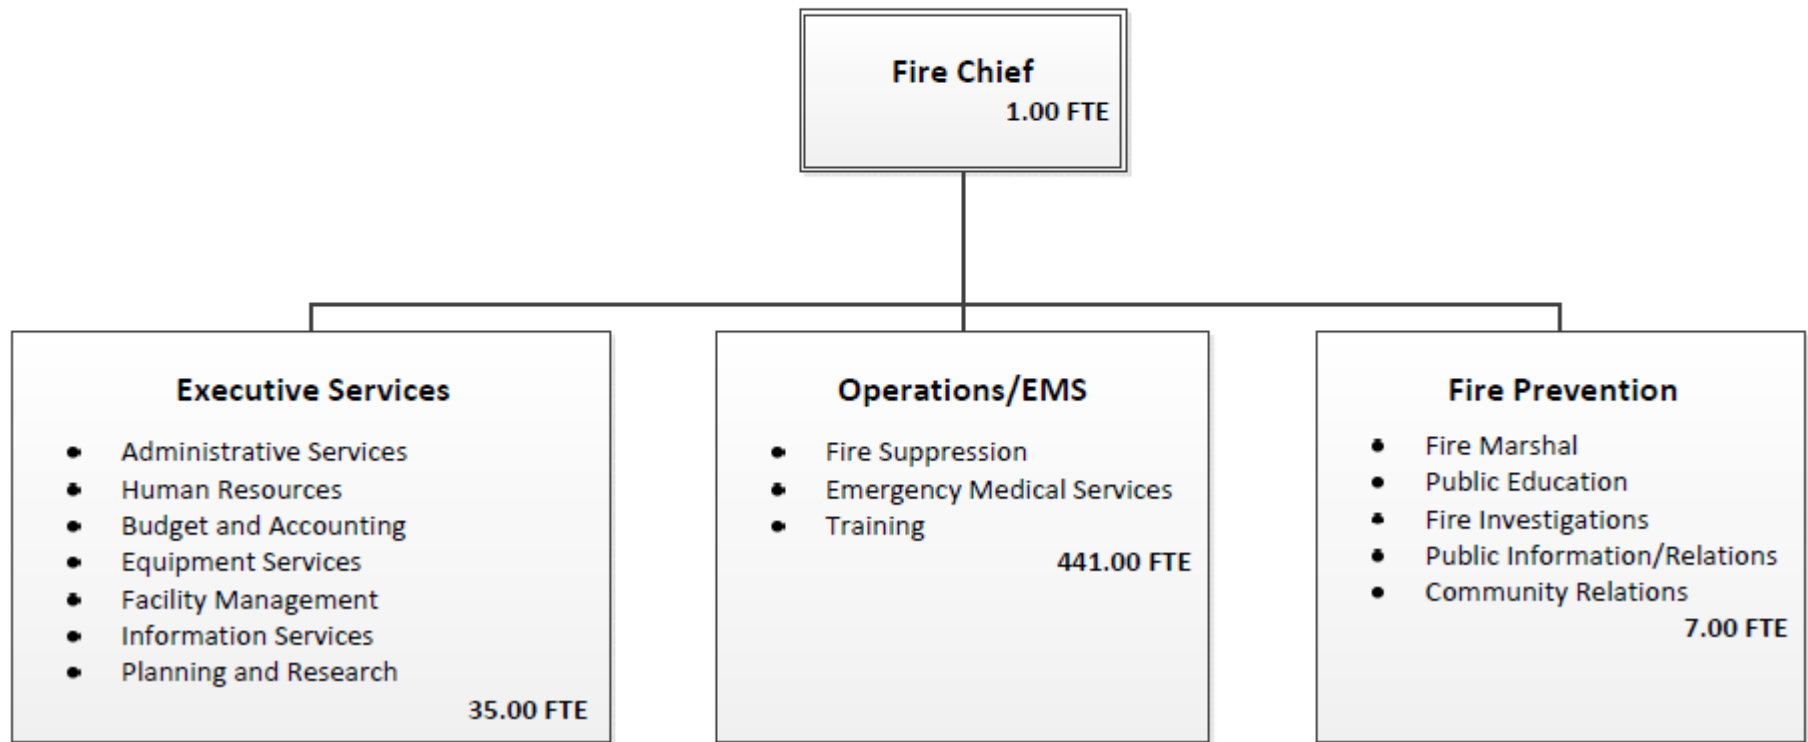 Fire Chief
1.00 FTE
Executive Services
• Administrative Services
• Human Resources
• Budget and Accounting
• Equipment Services
• Facility Management
• Information Services
• Planning and Research
35.00 FTE
Operations/EMS
• Fire Suppression
• Emergency Medical Services
• Training
441.00 FTE
Fire Prevention
• Fire Marshal
• Public Education
• Fire Investigations
• Public Information/Relations
• Community Relations
7.00 FTE